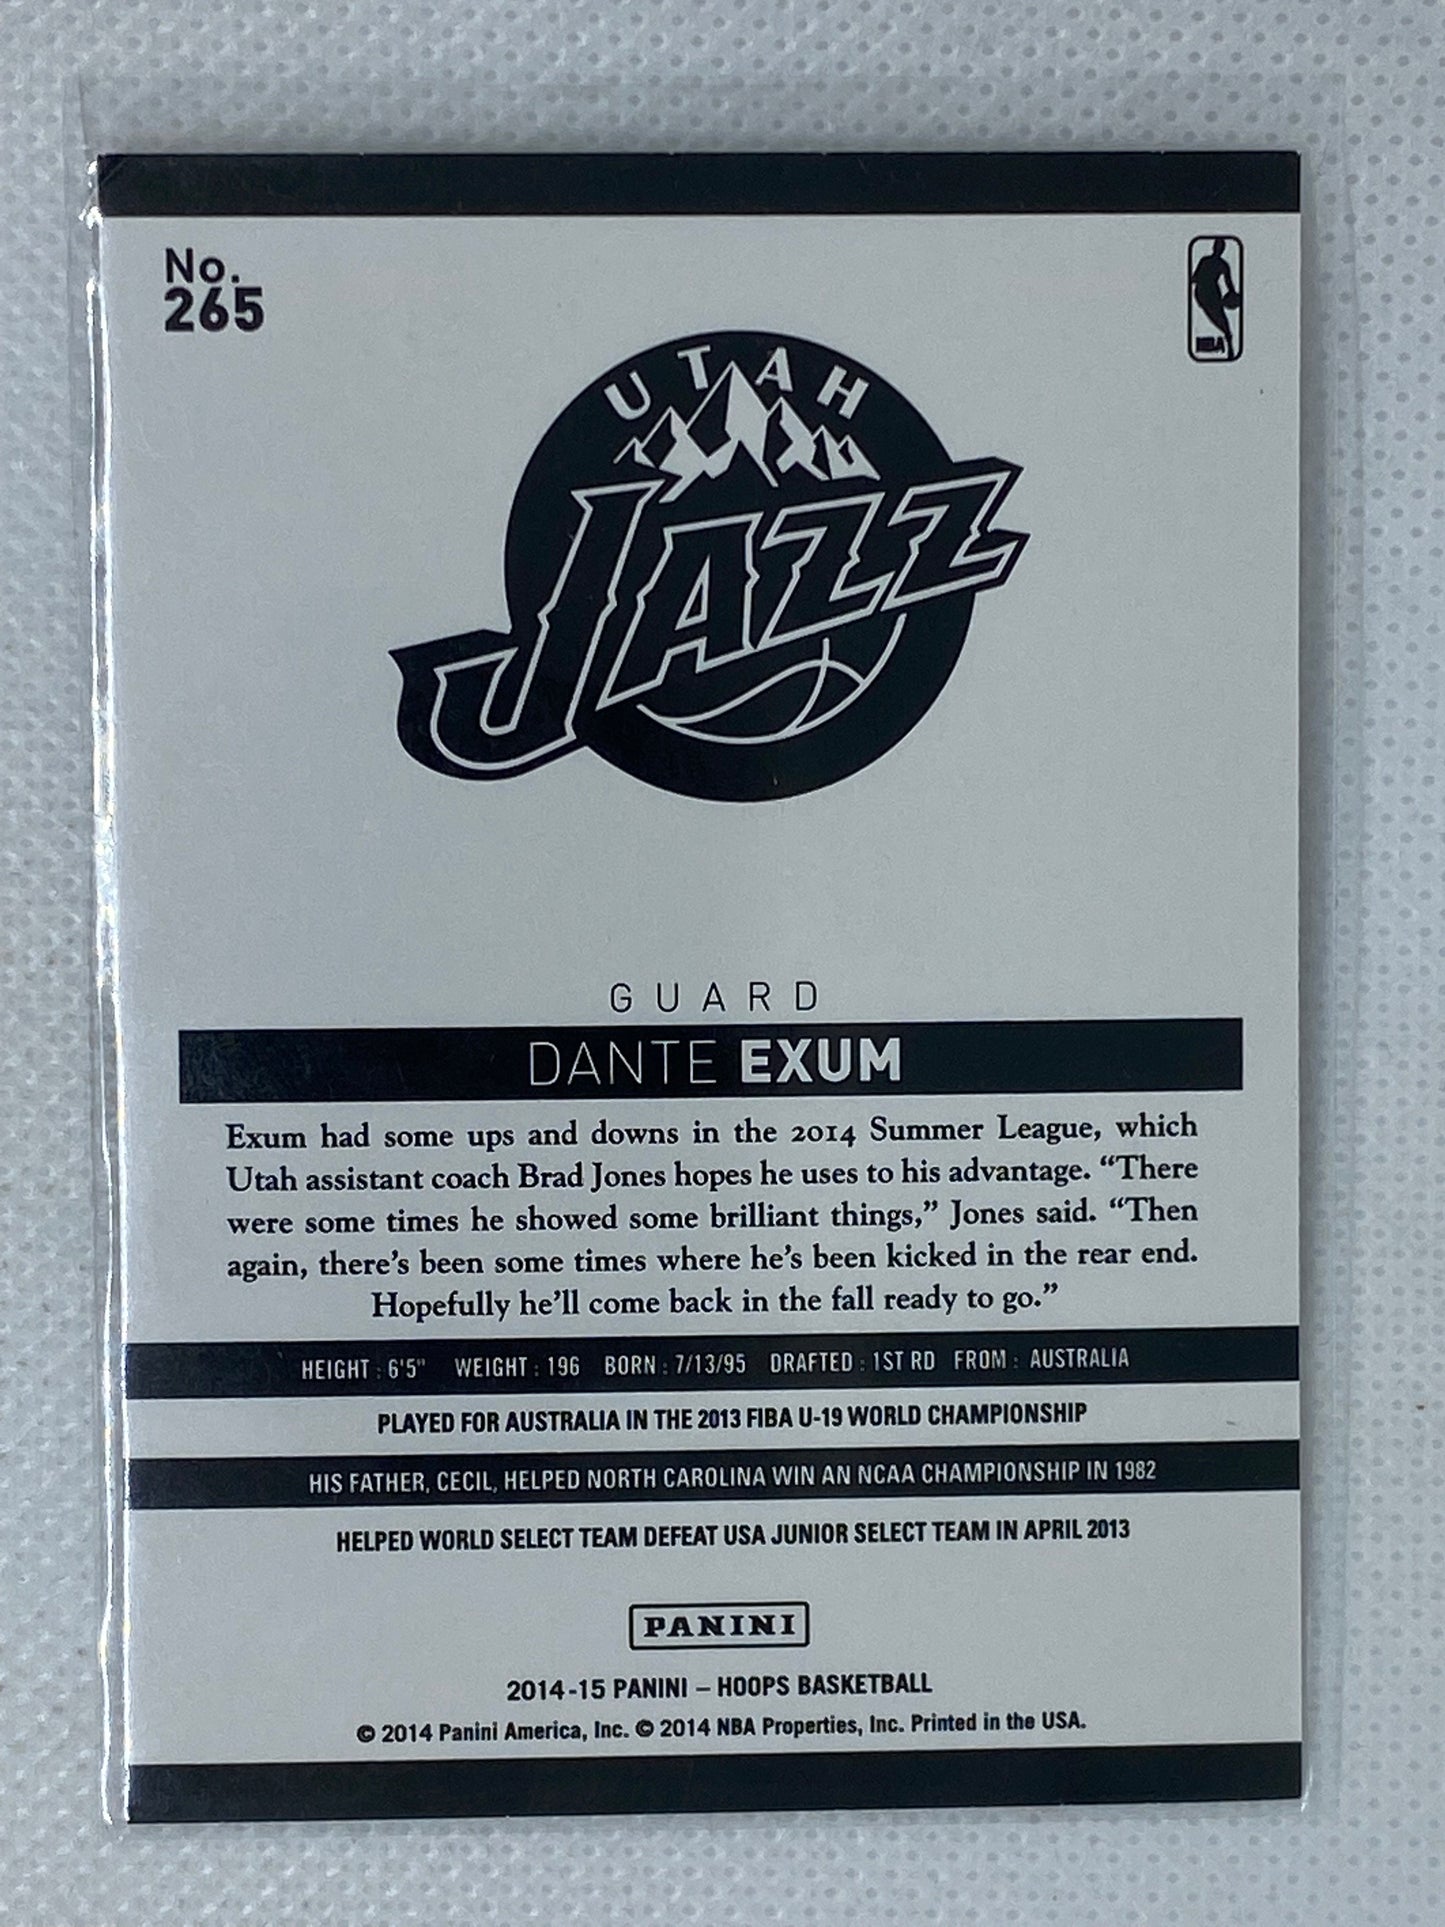 No.
265
NBA
UTAH
JAZZ
GUARD
DANTE EXUM
Exum had some ups and downs in the 2014 Summer League, which
Utah assistant coach Brad Jones hopes he uses to his advantage. “There
were some times he showed some brilliant things,” Jones said. “Then
again, there’s been some times where he’s been kicked in the rear end.
Hopefully he’ll come back in the fall ready to go.”
HEIGHT : 6'5" WEIGHT : 196 BORN : 7/13/95 DRAFTED : 1ST RD FROM : AUSTRALIA
PLAYED FOR AUSTRALIA IN THE 2013 FIBA U-19 WORLD CHAMPIONSHIP
HIS FATHER, CECIL, HELPED NORTH CAROLINA WIN AN NCAA CHAMPIONSHIP IN 1982
HELPED WORLD SELECT TEAM DEFEAT USA JUNIOR SELECT TEAM IN APRIL 2013
PANINI
2014-15 PANINI – HOOPS BASKETBALL
© 2014 Panini America, Inc. © 2014 NBA Properties, Inc. Printed in the USA.